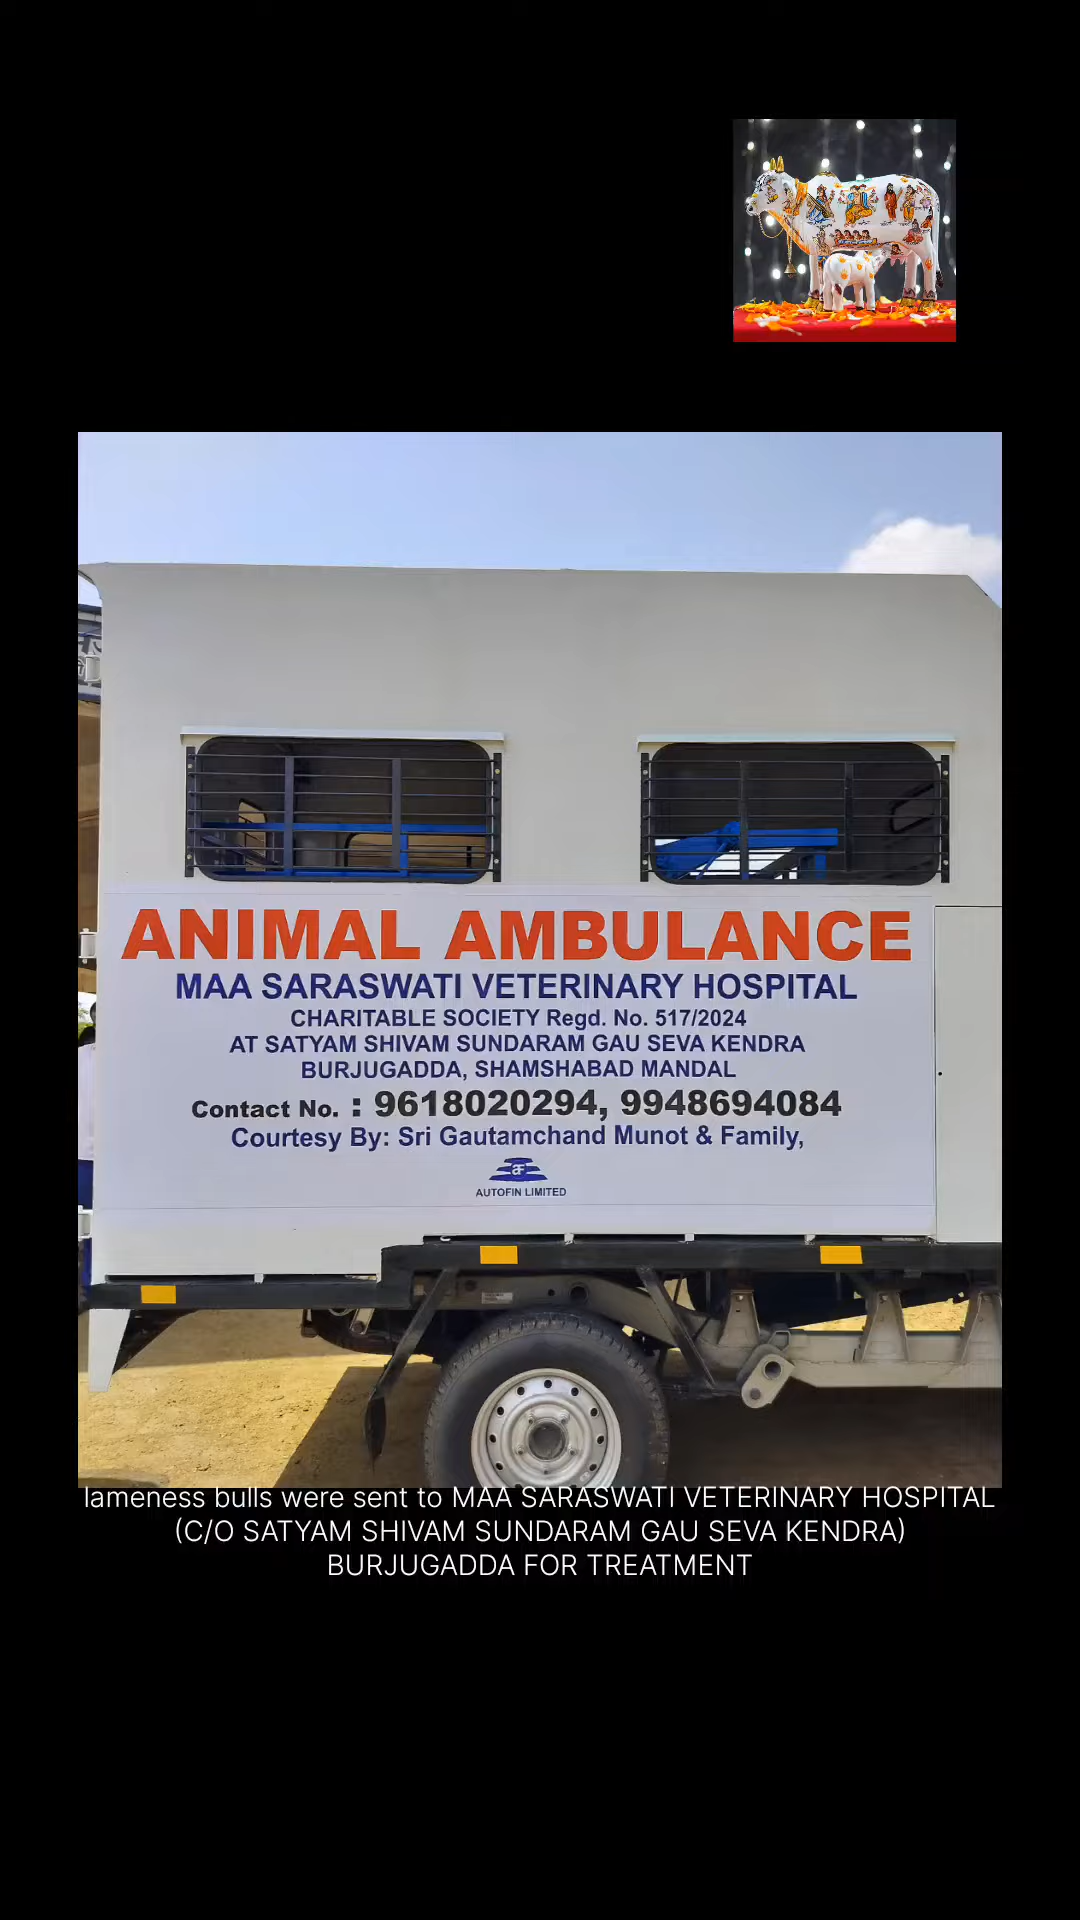 ANIMAL AMBULANCE
MAA SARASWATI VETERINARY HOSPITAL
CHARITABLE SOCIETY Regd. No. 517/2024
AT SATYAM SHIVAM SUNDARAM GAU SEVA KENDRA
BURJUGADDA, SHAMSHABAD MANDAL
Contact No. : 9618020294, 9948694084
Courtesy By: Sri Gautamchand Munot & Family,
AUTOFIN LIMITED
lameness bulls were sent to MAA SARASWATI VETERINARY HOSPITAL
(C/O SATYAM SHIVAM SUNDARAM GAU SEVA KENDRA)
BURJUGADDA FOR TREATMENT